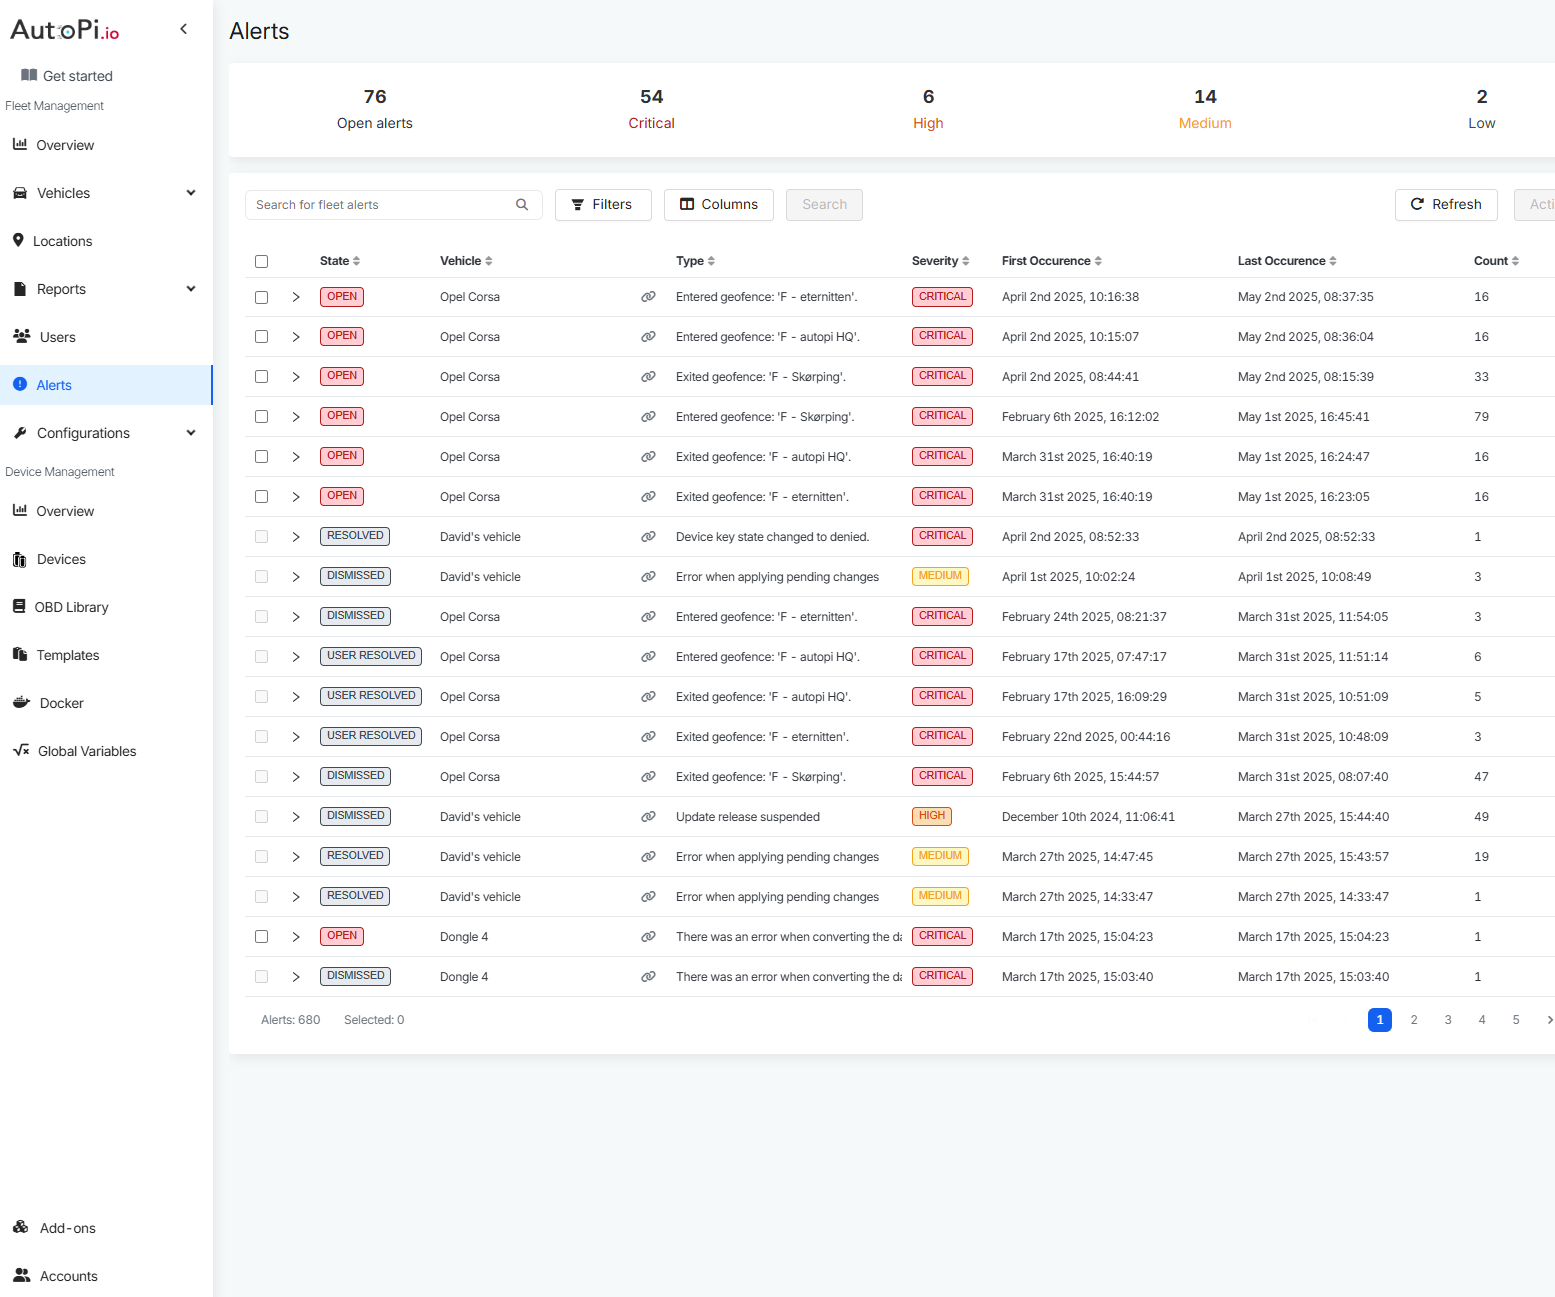 AutoPi.io
Get started
Fleet Management
Overview
Vehicles
Locations
Reports
Users
Alerts
Configurations
Device Management
Overview
Devices
OBD Library
Templates
Docker
Global Variables
Add-ons
Accounts
Alerts
76 54 6 14 2
Open alerts Critical High Medium Low
Search for fleet alerts Filters Columns Search Refresh Acti
State Vehicle Type Severity First Occurence Last Occurence Count
OPEN Opel Corsa Entered geofence: 'F - eternitten'. CRITICAL April 2nd 2025, 10:16:38 May 2nd 2025, 08:37:35 16
OPEN Opel Corsa Entered geofence: 'F - autopi HQ'. CRITICAL April 2nd 2025, 10:15:07 May 2nd 2025, 08:36:04 16
OPEN Opel Corsa Exited geofence: 'F - Skørping'. CRITICAL April 2nd 2025, 08:44:41 May 2nd 2025, 08:15:39 33
OPEN Opel Corsa Entered geofence: 'F - Skørping'. CRITICAL February 6th 2025, 16:12:02 May 1st 2025, 16:45:41 79
OPEN Opel Corsa Exited geofence: 'F - autopi HQ'. CRITICAL March 31st 2025, 16:40:19 May 1st 2025, 16:24:47 16
OPEN Opel Corsa Exited geofence: 'F - eternitten'. CRITICAL March 31st 2025, 16:40:19 May 1st 2025, 16:23:05 16
RESOLVED David's vehicle Device key state changed to denied. CRITICAL April 2nd 2025, 08:52:33 April 2nd 2025, 08:52:33 1
DISMISSED David's vehicle Error when applying pending changes MEDIUM April 1st 2025, 10:02:24 April 1st 2025, 10:08:49 3
DISMISSED Opel Corsa Entered geofence: 'F - eternitten'. CRITICAL February 24th 2025, 08:21:37 March 31st 2025, 11:54:05 3
USER RESOLVED Opel Corsa Entered geofence: 'F - autopi HQ'. CRITICAL February 17th 2025, 07:47:17 March 31st 2025, 11:51:14 6
USER RESOLVED Opel Corsa Exited geofence: 'F - autopi HQ'. CRITICAL February 17th 2025, 16:09:29 March 31st 2025, 10:51:09 5
USER RESOLVED Opel Corsa Exited geofence: 'F - eternitten'. CRITICAL February 22nd 2025, 00:44:16 March 31st 2025, 10:48:09 3
DISMISSED Opel Corsa Exited geofence: 'F - Skørping'. CRITICAL February 6th 2025, 15:44:57 March 31st 2025, 08:07:40 47
DISMISSED David's vehicle Update release suspended HIGH December 10th 2024, 11:06:41 March 27th 2025, 15:44:40 49
RESOLVED David's vehicle Error when applying pending changes MEDIUM March 27th 2025, 14:47:45 March 27th 2025, 15:43:57 19
RESOLVED David's vehicle Error when applying pending changes MEDIUM March 27th 2025, 14:33:47 March 27th 2025, 14:33:47 1
OPEN Dongle 4 There was an error when converting the da CRITICAL March 17th 2025, 15:04:23 March 17th 2025, 15:04:23 1
DISMISSED Dongle 4 There was an error when converting the da CRITICAL March 17th 2025, 15:03:40 March 17th 2025, 15:03:40 1
Alerts: 680 Selected: 0 1 2 3 4 5